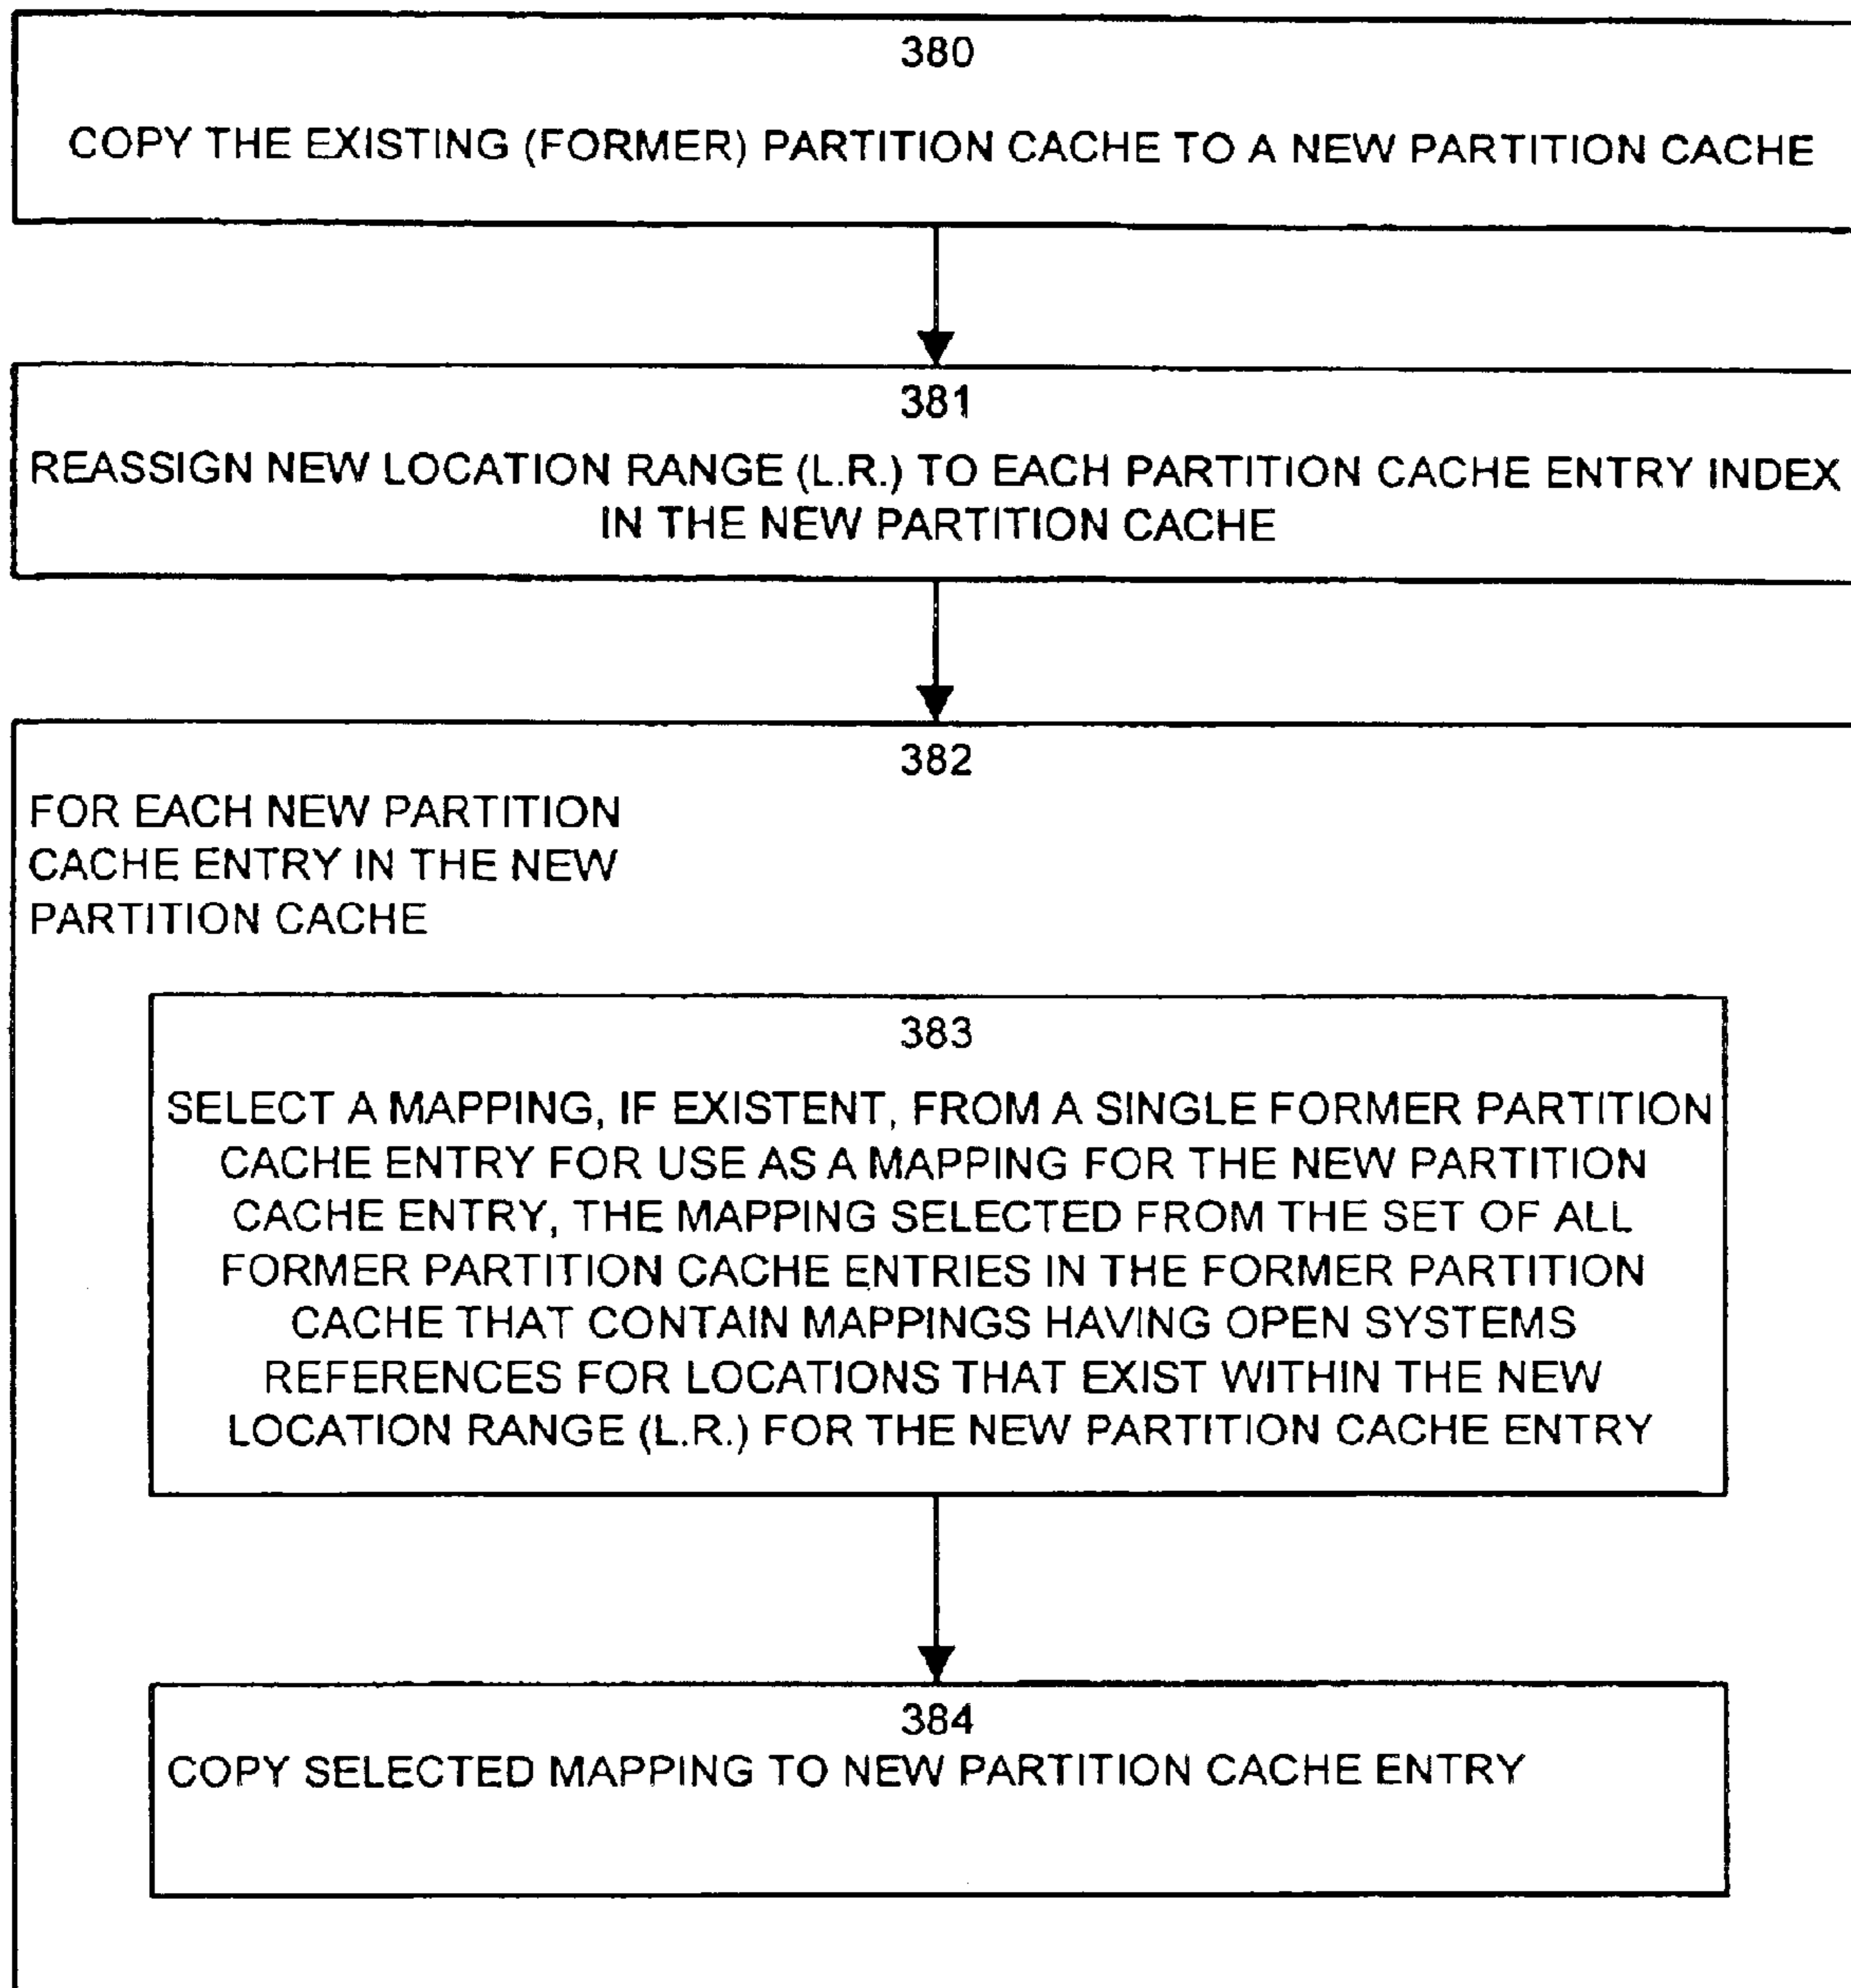 380
COPY THE EXISTING (FORMER) PARTITION CACHE TO A NEW PARTITION CACHE
381
REASSIGN NEW LOCATION RANGE (L.R.) TO EACH PARTITION CACHE ENTRY INDEX
IN THE NEW PARTITION CACHE
382
FOR EACH NEW PARTITION
CACHE ENTRY IN THE NEW
PARTITION CACHE
383
SELECT A MAPPING, IF EXISTENT, FROM A SINGLE FORMER PARTITION
CACHE ENTRY FOR USE AS A MAPPING FOR THE NEW PARTITION
CACHE ENTRY, THE MAPPING SELECTED FROM THE SET OF ALL
FORMER PARTITION CACHE ENTRIES IN THE FORMER PARTITION
CACHE THAT CONTAIN MAPPINGS HAVING OPEN SYSTEMS
REFERENCES FOR LOCATIONS THAT EXIST WITHIN THE NEW
LOCATION RANGE (L.R.) FOR THE NEW PARTITION CACHE ENTRY
384
COPY SELECTED MAPPING TO NEW PARTITION CACHE ENTRY